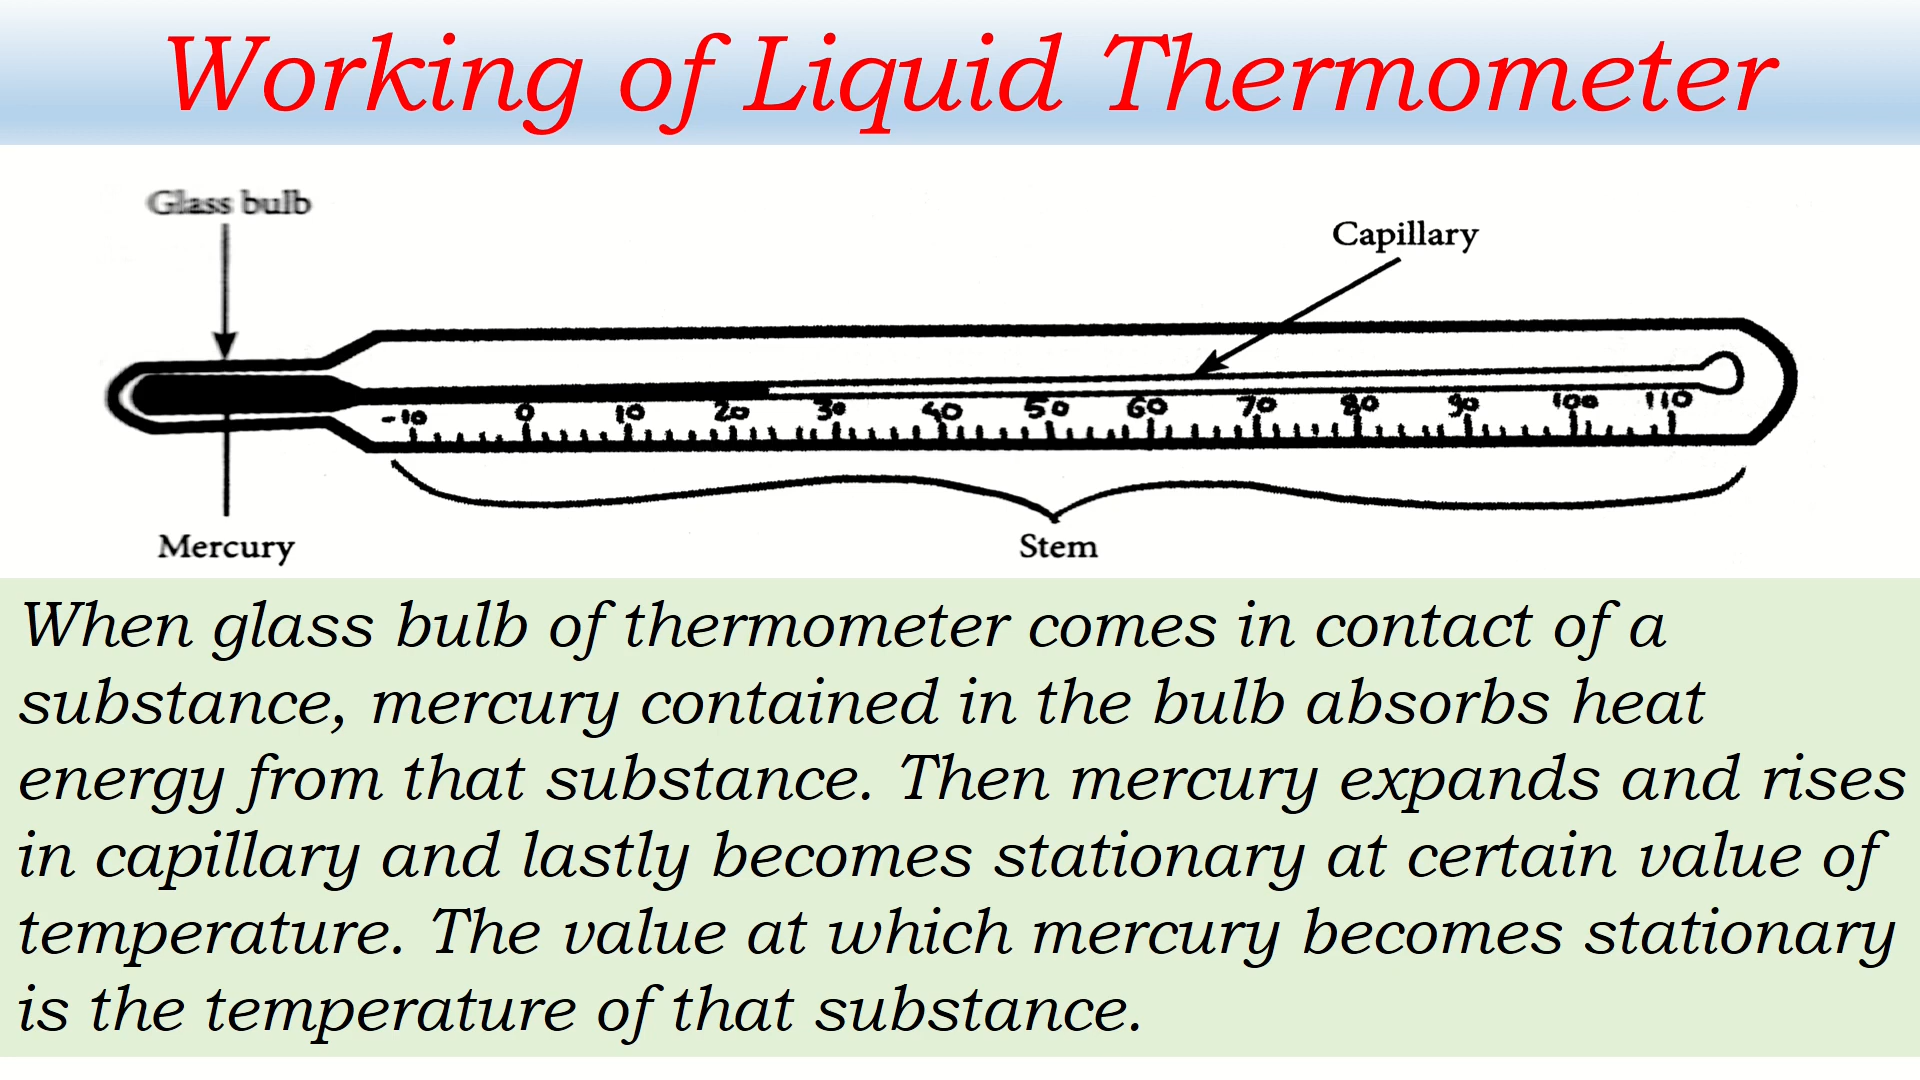 Working of Liquid Thermometer
Glass bulb
Capillary
-10 0 10 20 30 40 50 60 70 80 90 100 110
Mercury
Stem
When glass bulb of thermometer comes in contact of a
substance, mercury contained in the bulb absorbs heat
energy from that substance. Then mercury expands and rises
in capillary and lastly becomes stationary at certain value of
temperature. The value at which mercury becomes stationary
is the temperature of that substance.